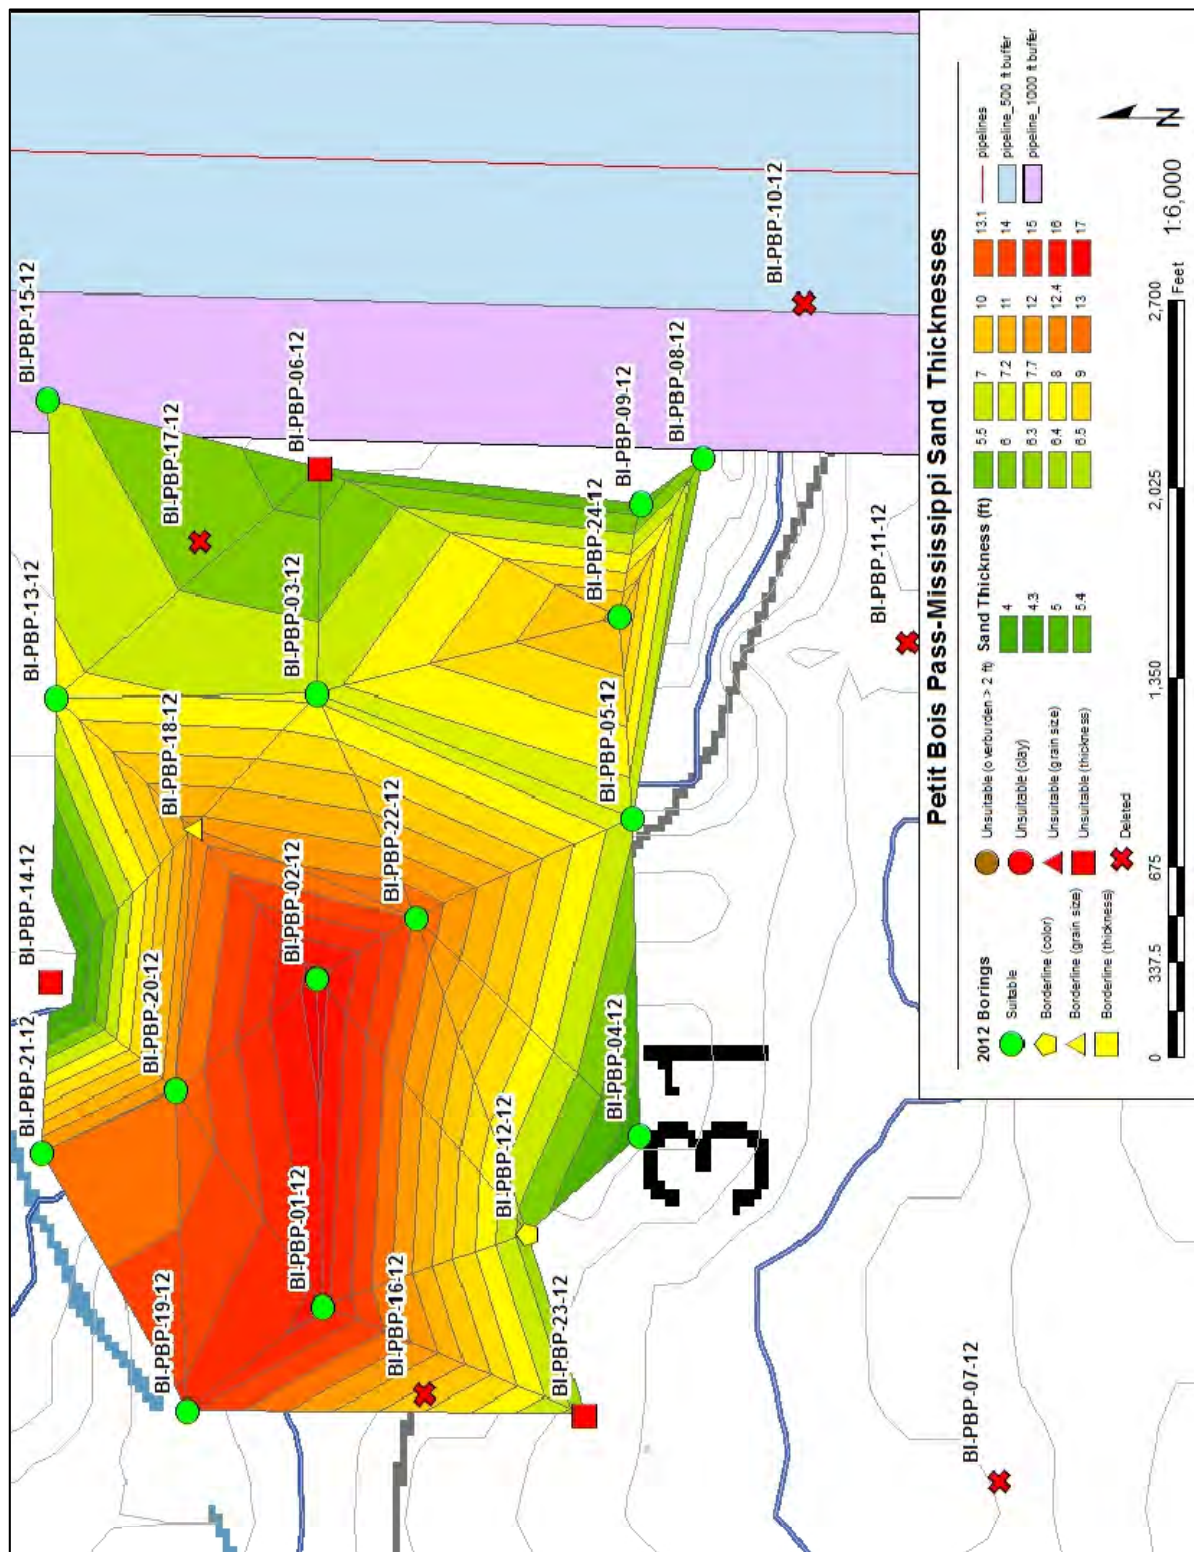 BI-PBP-15-12
BI-PBP-13-12
BI-PBP-14-12
BI-PBP-21-12
BI-PBP-17-12
BI-PBP-18-12
BI-PBP-20-12
BI-PBP-19-12
BI-PBP-06-12
BI-PBP-03-12
BI-PBP-02-12
BI-PBP-01-12
BI-PBP-22-12
BI-PBP-16-12
BI-PBP-10-12
BI-PBP-09-12
BI-PBP-24-12
BI-PBP-08-12
BI-PBP-05-12
BI-PBP-12-12
BI-PBP-04-12
BI-PBP-23-12
BI-PBP-11-12
BI-PBP-07-12
31
Petit Bois Pass-Mississippi Sand Thicknesses
2012 Borings
Suitable
Borderline (color)
Borderline (grain size)
Borderline (thickness)
Unsuitable (overburden > 2 ft)
Unsuitable (clay)
Unsuitable (grain size)
Unsuitable (thickness)
Deleted
Sand Thickness (ft)
4
4.3
5
5.4
5.5
6
6.3
6.4
6.5
7
7.2
7.7
8
9
10
11
12
12.4
13
13.1
14
15
16
17
pipelines
pipeline_500 ft buffer
pipeline_1000 ft buffer
N
1:6,000
0 337.5 675 1,350 2,025 2,700
Feet